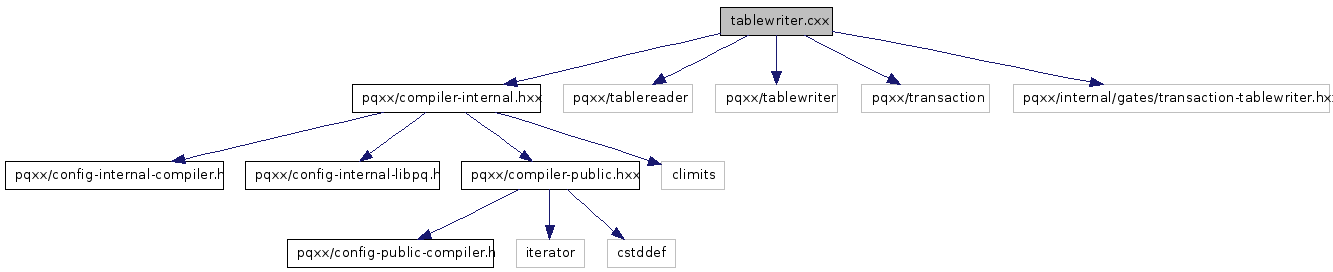 tablewriter.cxx
pqxx/compiler-internal.hxx
pqxx/tablereader
pqxx/tablewriter
pqxx/transaction
pqxx/internal/gates/transaction-tablewriter.hxx
pqxx/config-internal-compiler.h
pqxx/config-internal-libpq.h
pqxx/compiler-public.hxx
climits
pqxx/config-public-compiler.h
iterator
cstddef